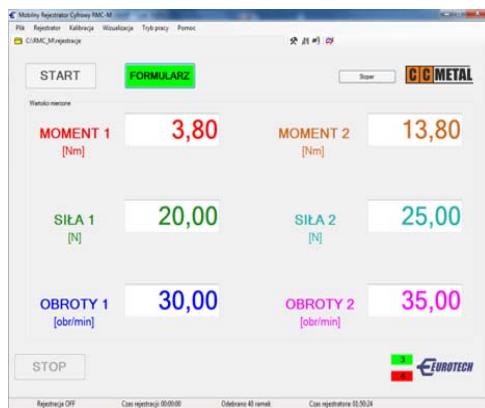 Mobilny Rejestrator Cyfrowy RMC-M
Plik Rejestrator Kalibracja Wizualizacja Tryb pracy Pomoc
C:\RMC_M\rejestracje
START FORMULARZ Stoper CC METAL
Wartości mierzone
MOMENT 1 3,80 MOMENT 2 13,80
[Nm] [Nm]
SIŁA 1 20,00 SIŁA 2 25,00
[N] [N]
OBROTY 1 30,00 OBROTY 2 35,00
[obr/min] [obr/min]
STOP 3 EUROTECH
4
Rejestracja OFF Czas rejestracji: 00:00:00 Odebrano 40 ramek Czas rejestratora: 01:50:24